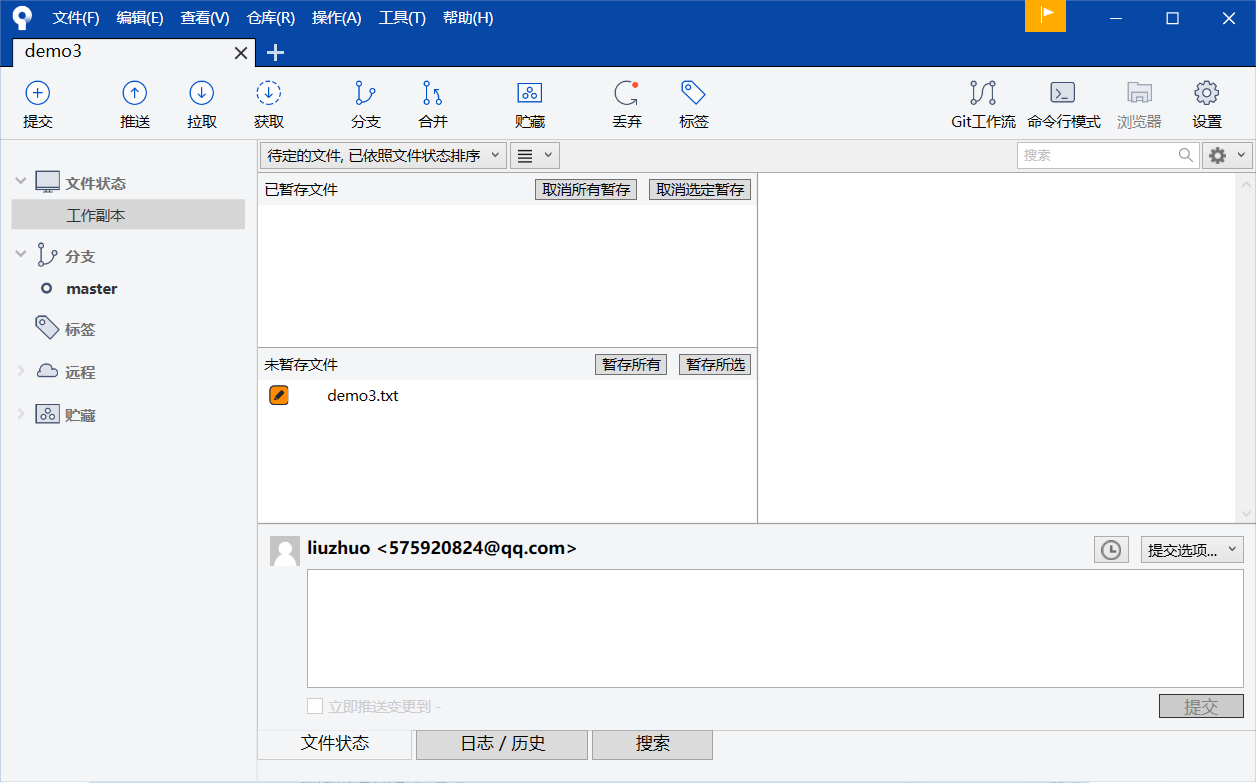 文件(F) 编辑(E) 查看(V) 仓库(R) 操作(A) 工具(T) 帮助(H)
demo3
提交 推送 拉取 获取 分支 合并 贮藏 丢弃 标签 Git工作流 命令行模式 浏览器 设置
待定的文件, 已依照文件状态排序
搜索
文件状态
工作副本
分支
master
标签
远程
贮藏
已暂存文件 取消所有暂存 取消选定暂存
未暂存文件 暂存所有 暂存所选
demo3.txt
liuzhuo <575920824@qq.com>
提交选项...
立即推送变更到 -
提交
文件状态 日志 / 历史 搜索